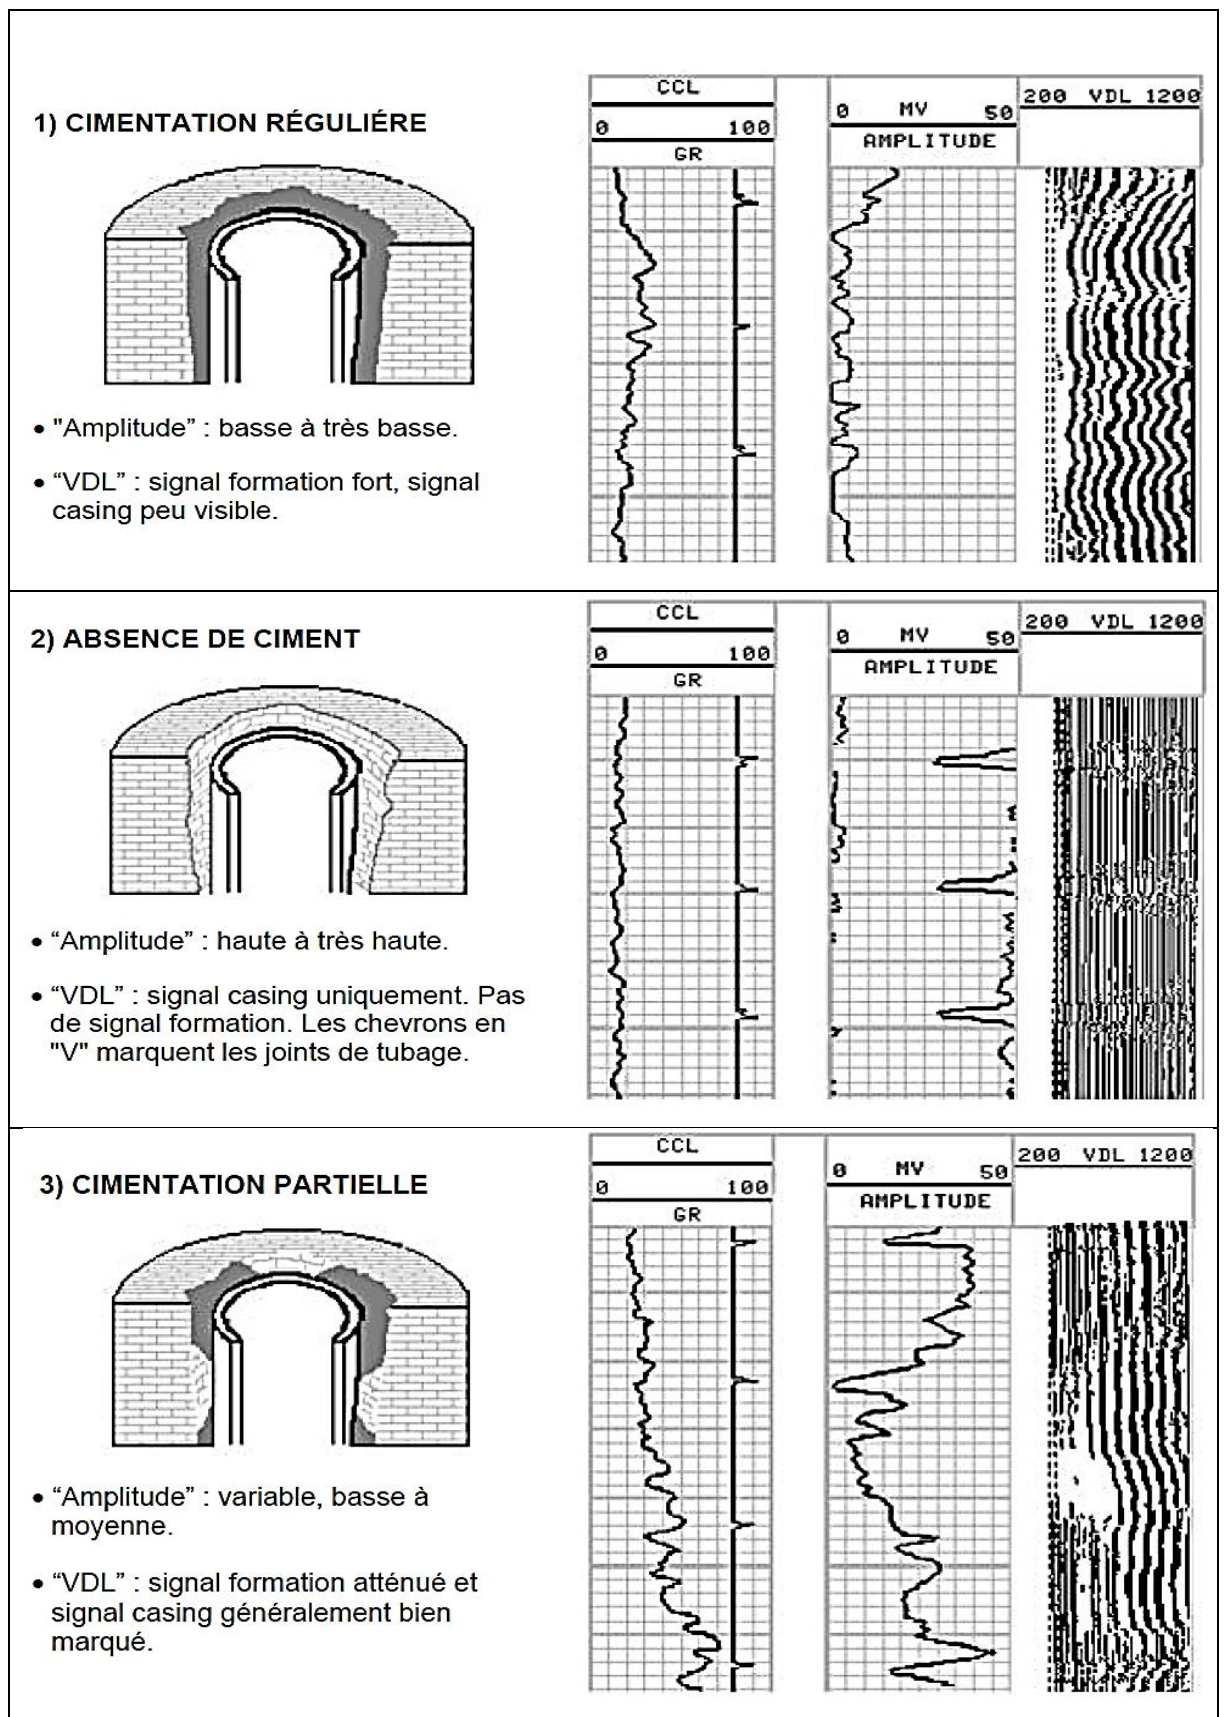 1) CIMENTATION RÉGULIÉRE
• "Amplitude” : basse à très basse.
• “VDL” : signal formation fort, signal
casing peu visible.
CCL
0 100
GR
0 MV 50
AMPLITUDE
200 VDL 1200
2) ABSENCE DE CIMENT
• “Amplitude” : haute à très haute.
• “VDL” : signal casing uniquement. Pas
de signal formation. Les chevrons en
"V" marquent les joints de tubage.
CCL
0 100
GR
0 MV 50
AMPLITUDE
200 VDL 1200
3) CIMENTATION PARTIELLE
• “Amplitude” : variable, basse à
moyenne.
• “VDL” : signal formation atténué et
signal casing généralement bien
marqué.
CCL
0 100
GR
0 MV 50
AMPLITUDE
200 VDL 1200